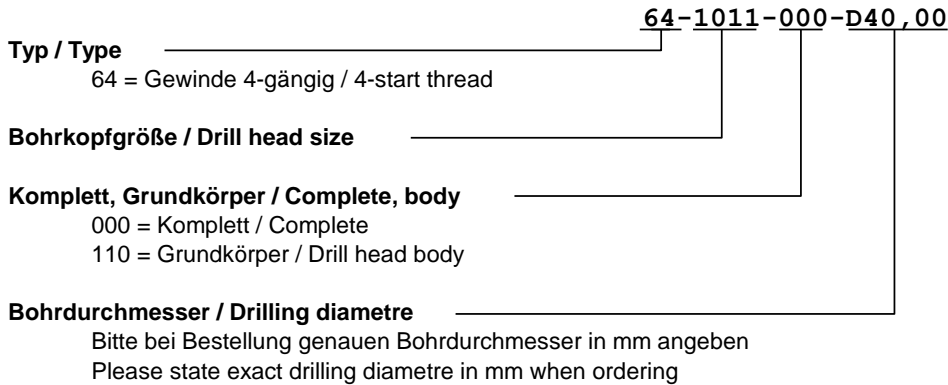 64-1011-000-D40,00
Typ / Type
64 = Gewinde 4-gängig / 4-start thread
Bohrkopfgröße / Drill head size
Komplett, Grundkörper / Complete, body
000 = Komplett / Complete
110 = Grundkörper / Drill head body
Bohrdurchmesser / Drilling diametre
Bitte bei Bestellung genauen Bohrdurchmesser in mm angeben
Please state exact drilling diametre in mm when ordering